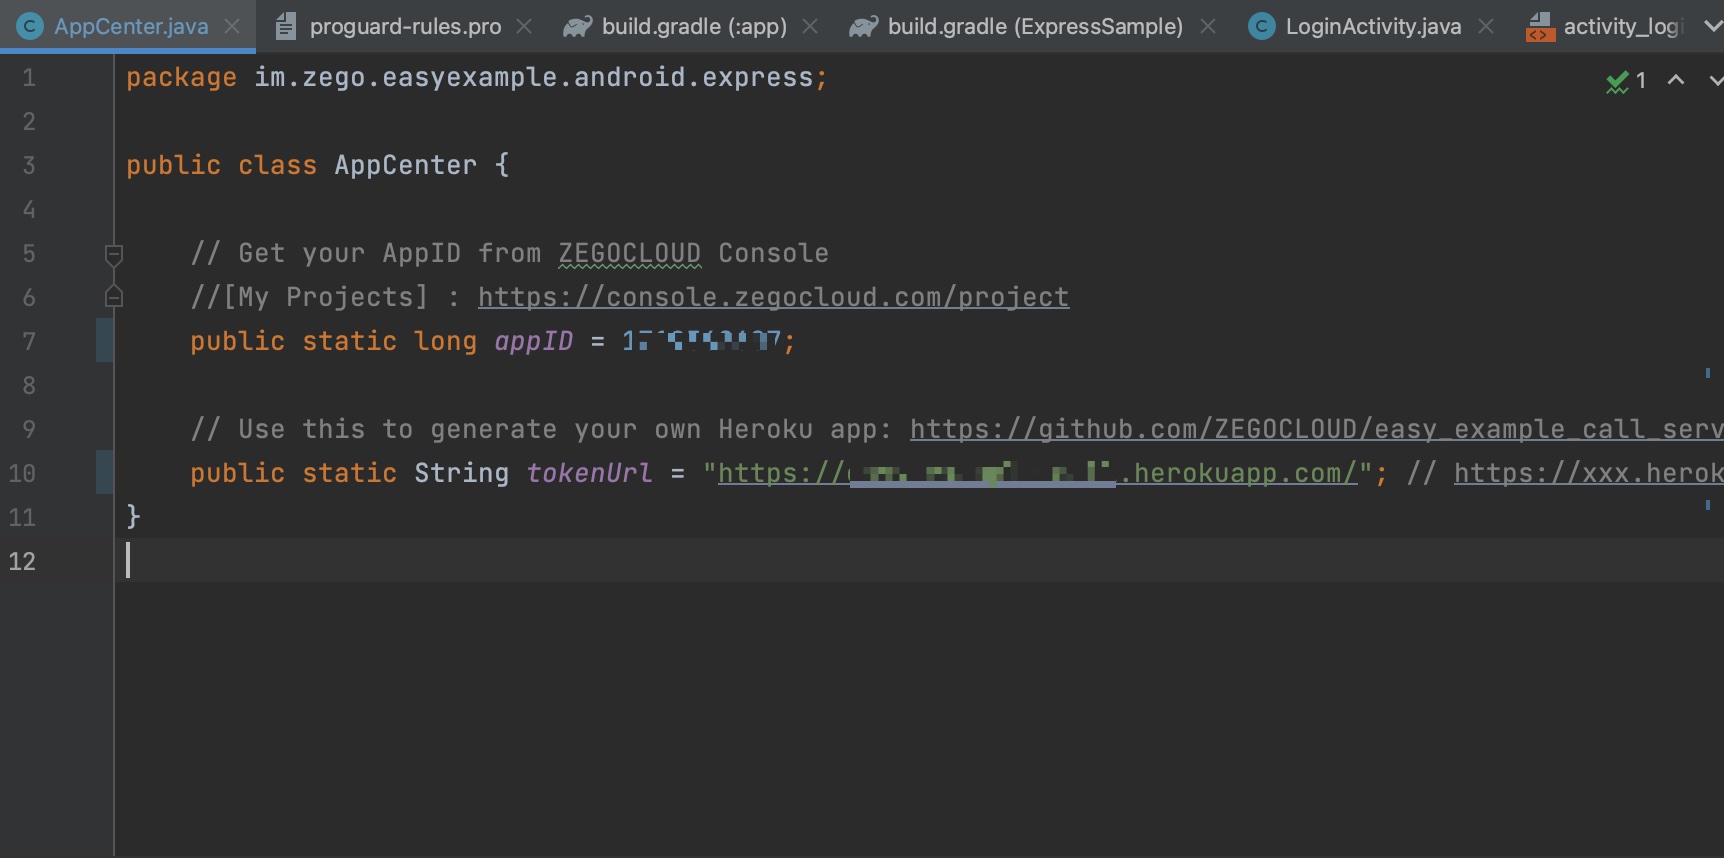 AppCenter.java proguard-rules.pro build.gradle (:app) build.gradle (ExpressSample) LoginActivity.java activity_logi
1 package im.zego.easyexample.android.express; 1
2
3 public class AppCenter {
4
5 // Get your AppID from ZEGOCLOUD Console
6 //[My Projects] : https://console.zegocloud.com/project
7 public static long appID = ;
8
9 // Use this to generate your own Heroku app: https://github.com/ZEGOCLOUD/easy_example_call_serv
10 public static String tokenUrl = "https:// .herokuapp.com/"; // https://xxx.herok
11 }
12